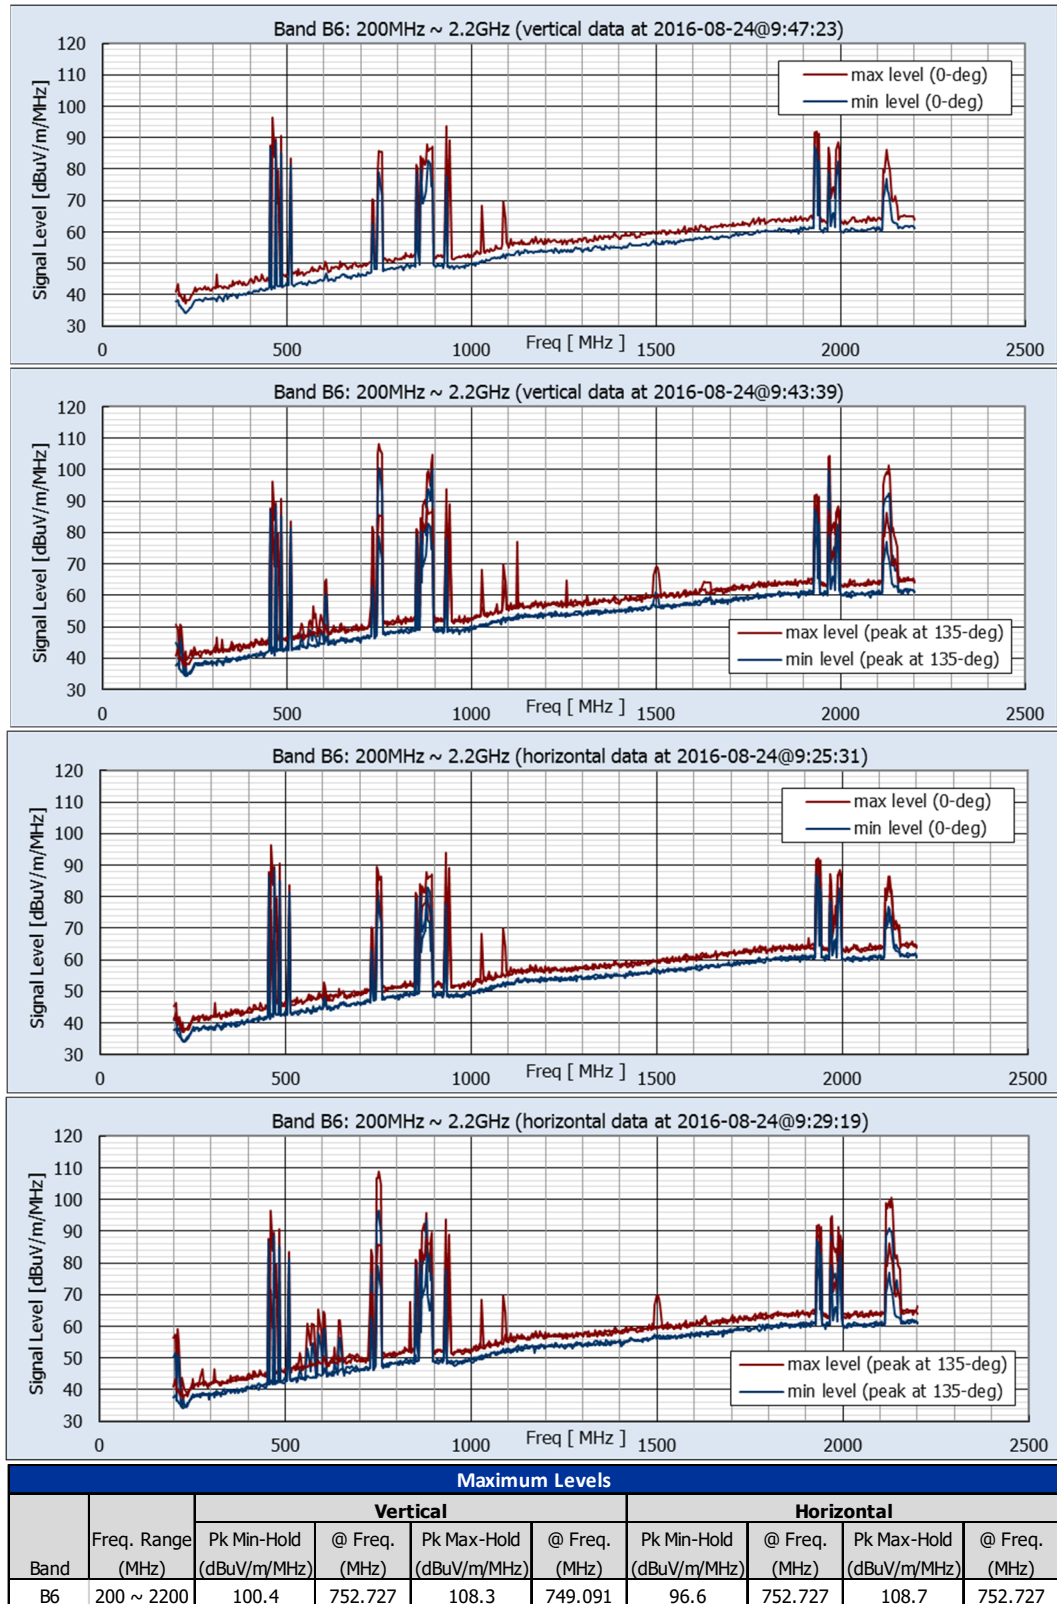 Band B6: 200MHz ~ 2.2GHz (vertical data at 2016-08-24@9:47:23)
120
110
100
90
80
70
60
50
40
30
Signal Level [dBuV/m/MHz]
max level (0-deg)
min level (0-deg)
0 500 1000 1500 2000 2500
Freq [ MHz ]
Band B6: 200MHz ~ 2.2GHz (vertical data at 2016-08-24@9:43:39)
120
110
100
90
80
70
60
50
40
30
Signal Level [dBuV/m/MHz]
max level (peak at 135-deg)
min level (peak at 135-deg)
0 500 1000 1500 2000 2500
Freq [ MHz ]
Band B6: 200MHz ~ 2.2GHz (horizontal data at 2016-08-24@9:25:31)
120
110
100
90
80
70
60
50
40
30
Signal Level [dBuV/m/MHz]
max level (0-deg)
min level (0-deg)
0 500 1000 1500 2000 2500
Freq [ MHz ]
Band B6: 200MHz ~ 2.2GHz (horizontal data at 2016-08-24@9:29:19)
120
110
100
90
80
70
60
50
40
30
Signal Level [dBuV/m/MHz]
max level (peak at 135-deg)
min level (peak at 135-deg)
0 500 1000 1500 2000 2500
Freq [ MHz ]
Maximum Levels
Vertical Horizontal
Freq. Range Pk Min-Hold @ Freq. Pk Max-Hold @ Freq. Pk Min-Hold @ Freq. Pk Max-Hold @ Freq.
Band (MHz) (dBuV/m/MHz) (MHz) (dBuV/m/MHz) (MHz) (dBuV/m/MHz) (MHz) (dBuV/m/MHz) (MHz)
B6 200 ~ 2200 100.4 752.727 108.3 749.091 96.6 752.727 108.7 752.727